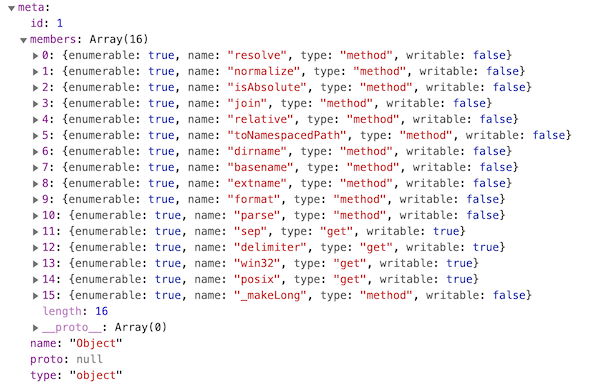 meta:
id: 1
members: Array(16)
0: {enumerable: true, name: "resolve", type: "method", writable: false}
1: {enumerable: true, name: "normalize", type: "method", writable: false}
2: {enumerable: true, name: "isAbsolute", type: "method", writable: false}
3: {enumerable: true, name: "join", type: "method", writable: false}
4: {enumerable: true, name: "relative", type: "method", writable: false}
5: {enumerable: true, name: "toNamespacedPath", type: "method", writable: false}
6: {enumerable: true, name: "dirname", type: "method", writable: false}
7: {enumerable: true, name: "basename", type: "method", writable: false}
8: {enumerable: true, name: "extname", type: "method", writable: false}
9: {enumerable: true, name: "format", type: "method", writable: false}
10: {enumerable: true, name: "parse", type: "method", writable: false}
11: {enumerable: true, name: "sep", type: "get", writable: true}
12: {enumerable: true, name: "delimiter", type: "get", writable: true}
13: {enumerable: true, name: "win32", type: "get", writable: true}
14: {enumerable: true, name: "posix", type: "get", writable: true}
15: {enumerable: true, name: "_makeLong", type: "method", writable: false}
length: 16
__proto__: Array(0)
name: "Object"
proto: null
type: "object"